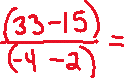 (33-15)
(-4-2) =